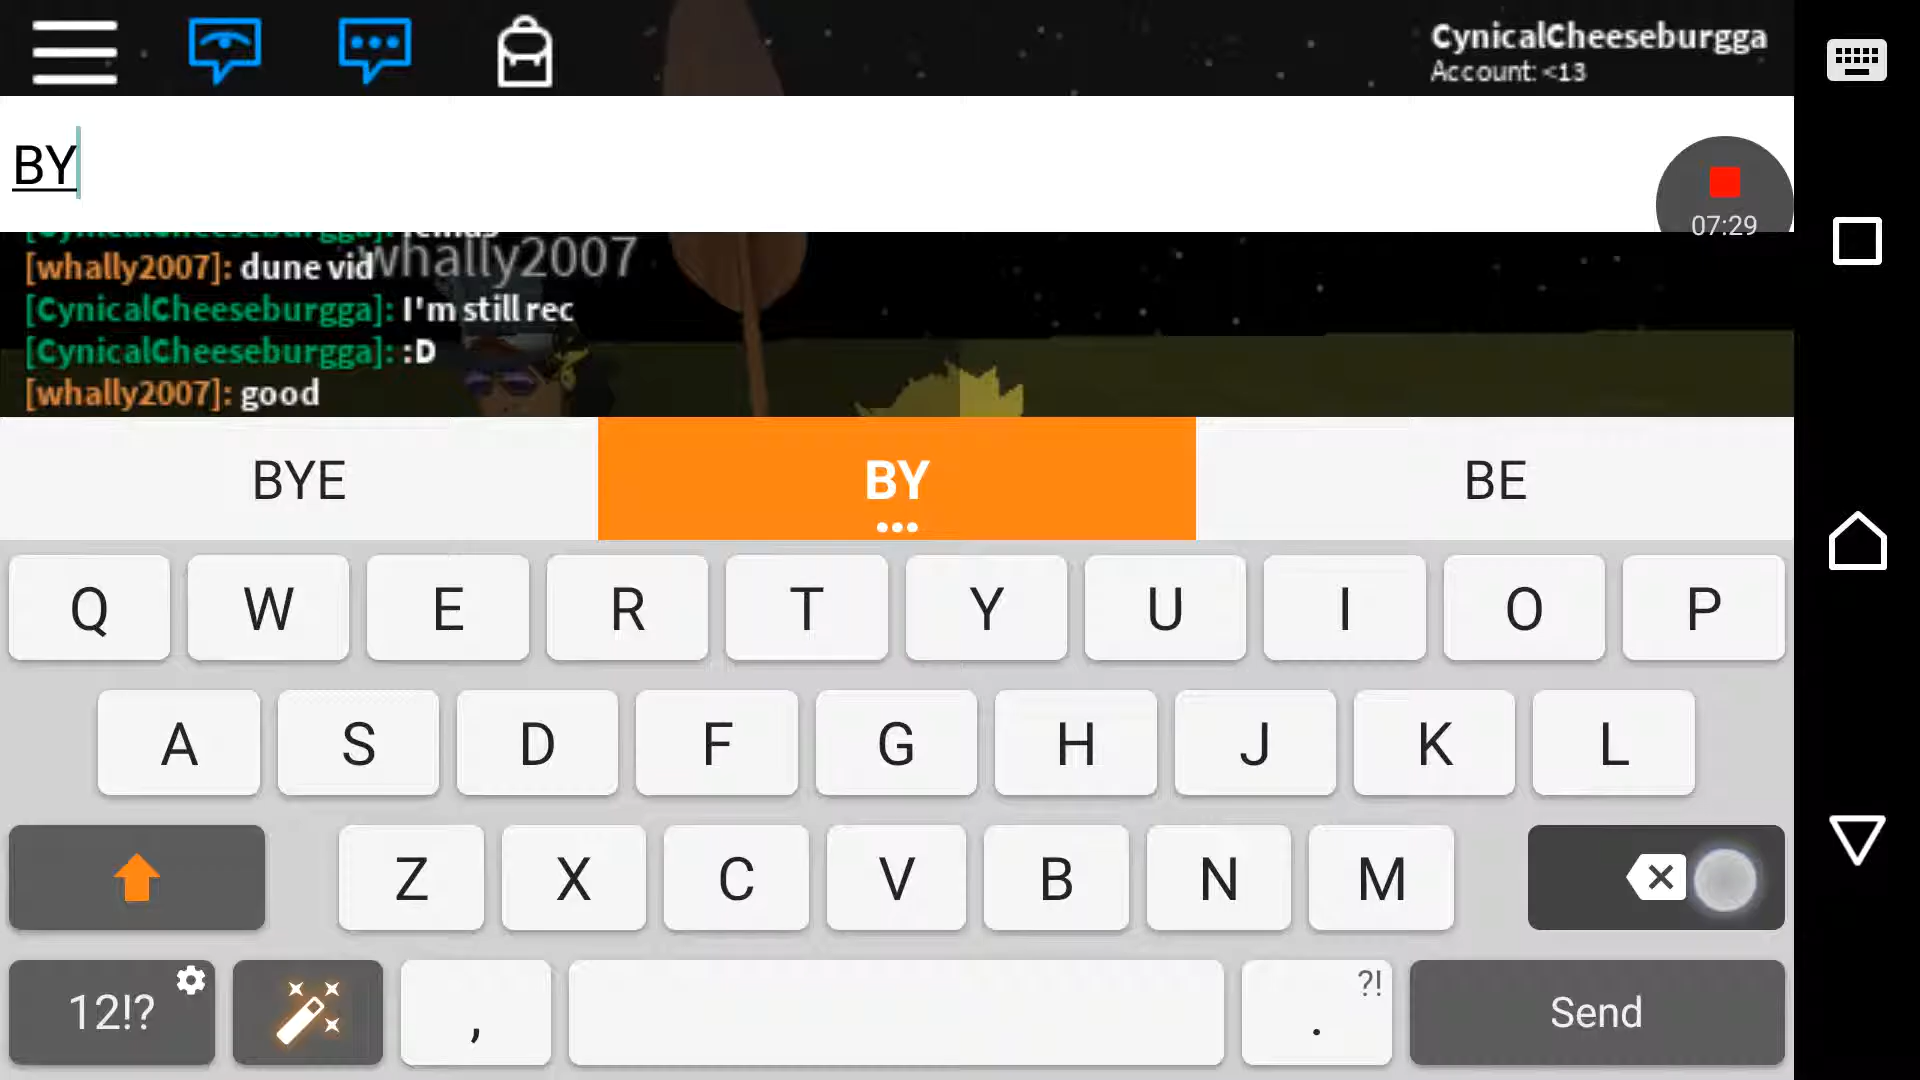 CynicalCheeseburgga
Account: <13
BY
07:29
whally2007
[whally2007]: dune vid
[CynicalCheeseburgga]: I'm still rec
[CynicalCheeseburgga]: :D
[whally2007]: good
BYE BY BE
Q W E R T Y U I O P
A S D F G H J K L
Z X C V B N M
12!? , . ?! Send